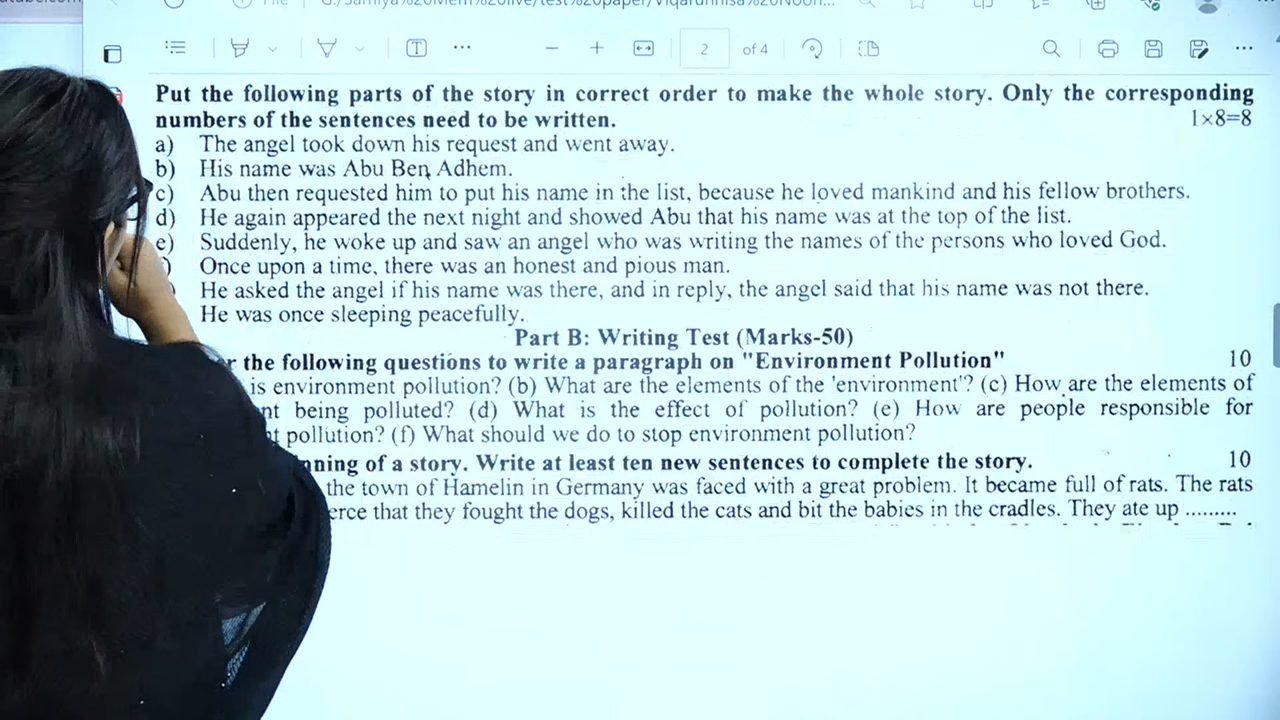 2 of 4
Put the following parts of the story in correct order to make the whole story. Only the corresponding
numbers of the sentences need to be written. 1×8=8
a) The angel took down his request and went away.
b) His name was Abu Ben Adhem.
c) Abu then requested him to put his name in the list, because he loved mankind and his fellow brothers.
d) He again appeared the next night and showed Abu that his name was at the top of the list.
e) Suddenly, he woke up and saw an angel who was writing the names of the persons who loved God.
) Once upon a time, there was an honest and pious man.
He asked the angel if his name was there, and in reply, the angel said that his name was not there.
He was once sleeping peacefully.
Part B: Writing Test (Marks-50)
the following questions to write a paragraph on "Environment Pollution" 10
is environment pollution? (b) What are the elements of the 'environment'? (c) How are the elements of
being polluted? (d) What is the effect of pollution? (e) How are people responsible for
pollution? (f) What should we do to stop environment pollution?
of a story. Write at least ten new sentences to complete the story. 10
the town of Hamelin in Germany was faced with a great problem. It became full of rats. The rats
that they fought the dogs, killed the cats and bit the babies in the cradles. They ate up .........